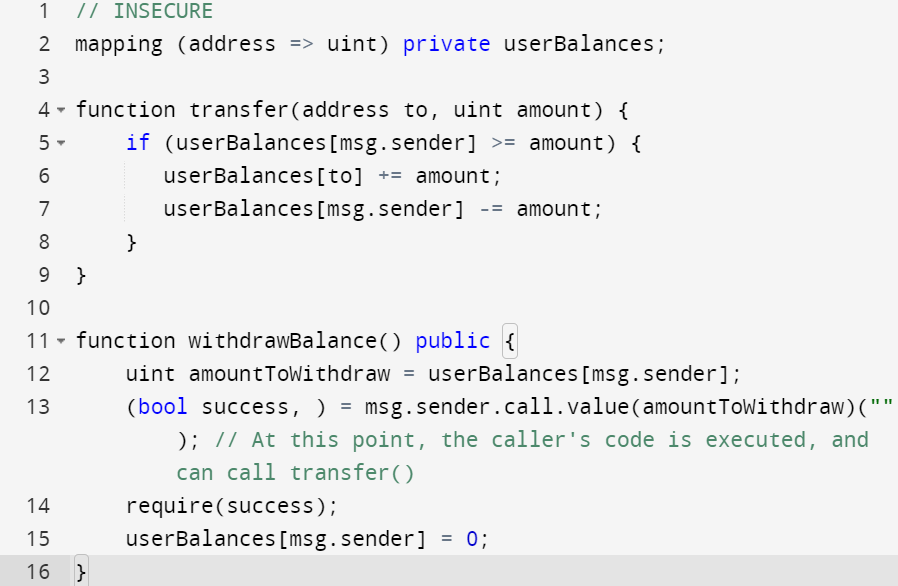 1 // INSECURE
2 mapping (address => uint) private userBalances;
3
4 function transfer(address to, uint amount) {
5 if (userBalances[msg.sender] >= amount) {
6 userBalances[to] += amount;
7 userBalances[msg.sender] -= amount;
8 }
9 }
10
11 function withdrawBalance() public {
12 uint amountToWithdraw = userBalances[msg.sender];
13 (bool success, ) = msg.sender.call.value(amountToWithdraw)(""
); // At this point, the caller's code is executed, and
can call transfer()
14 require(success);
15 userBalances[msg.sender] = 0;
16 }